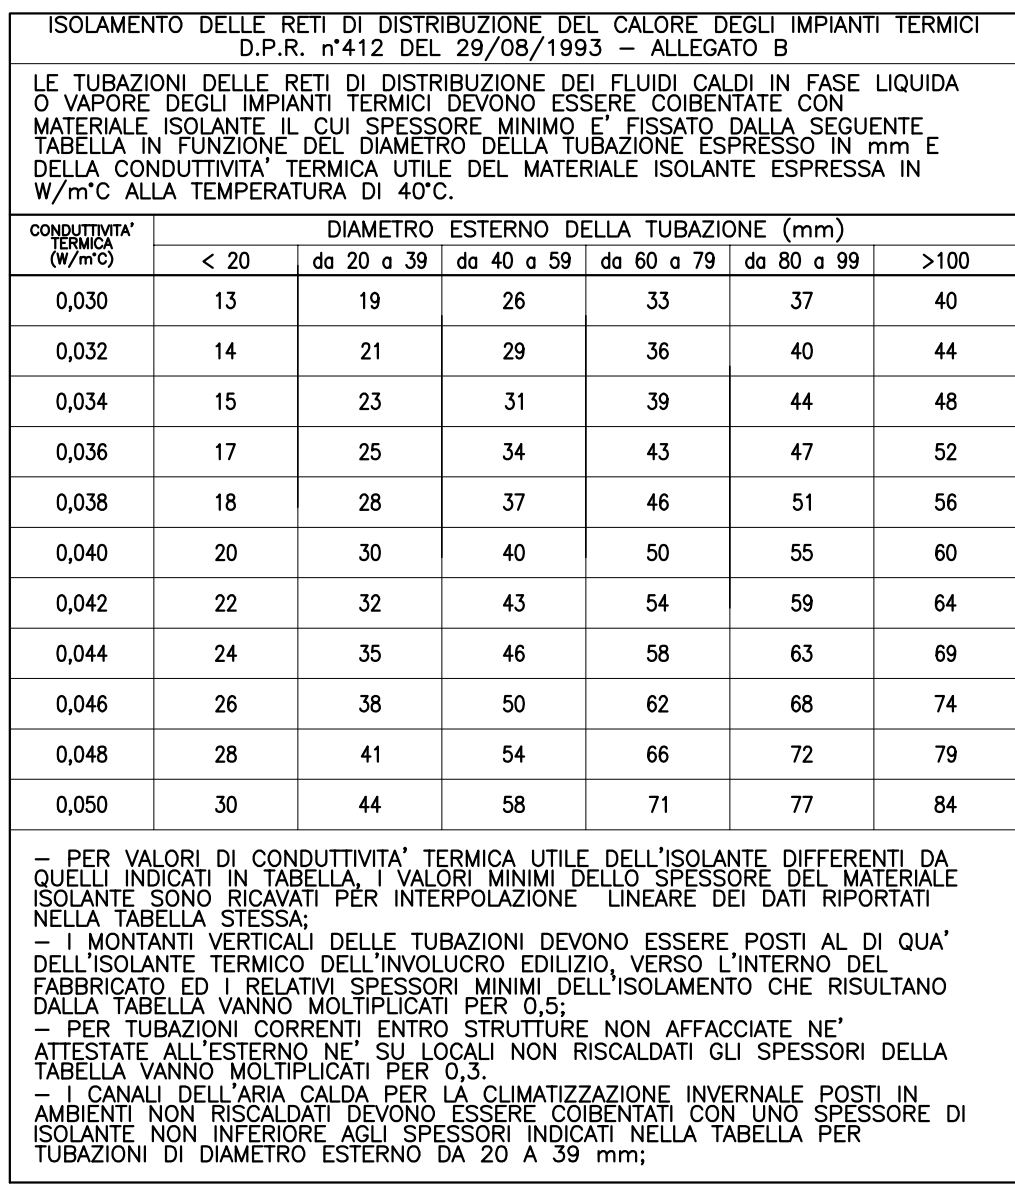 ISOLAMENTO DELLE RETI DI DISTRIBUZIONE DEL CALORE DEGLI IMPIANTI TERMICI
D.P.R. n°412 DEL 29/08/1993 – ALLEGATO B
LE TUBAZIONI DELLE RETI DI DISTRIBUZIONE DEI FLUIDI CALDI IN FASE LIQUIDA
O VAPORE DEGLI IMPIANTI TERMICI DEVONO ESSERE COIBENTATE CON
MATERIALE ISOLANTE IL CUI SPESSORE MINIMO E' FISSATO DALLA SEGUENTE
TABELLA IN FUNZIONE DEL DIAMETRO DELLA TUBAZIONE ESPRESSO IN mm E
DELLA CONDUTTIVITA' TERMICA UTILE DEL MATERIALE ISOLANTE ESPRESSA IN
W/m°C ALLA TEMPERATURA DI 40°C.
CONDUTTIVITA'
TERMICA
(W/m°C)
DIAMETRO ESTERNO DELLA TUBAZIONE (mm)
< 20 da 20 a 39 da 40 a 59 da 60 a 79 da 80 a 99 >100
0,030 13 19 26 33 37 40
0,032 14 21 29 36 40 44
0,034 15 23 31 39 44 48
0,036 17 25 34 43 47 52
0,038 18 28 37 46 51 56
0,040 20 30 40 50 55 60
0,042 22 32 43 54 59 64
0,044 24 35 46 58 63 69
0,046 26 38 50 62 68 74
0,048 28 41 54 66 72 79
0,050 30 44 58 71 77 84
– PER VALORI DI CONDUTTIVITA' TERMICA UTILE DELL'ISOLANTE DIFFERENTI DA
QUELLI INDICATI IN TABELLA, I VALORI MINIMI DELLO SPESSORE DEL MATERIALE
ISOLANTE SONO RICAVATI PER INTERPOLAZIONE LINEARE DEI DATI RIPORTATI
NELLA TABELLA STESSA;
– I MONTANTI VERTICALI DELLE TUBAZIONI DEVONO ESSERE POSTI AL DI QUA'
DELL'ISOLANTE TERMICO DELL'INVOLUCRO EDILIZIO, VERSO L'INTERNO DEL
FABBRICATO ED I RELATIVI SPESSORI MINIMI DELL'ISOLAMENTO CHE RISULTANO
DALLA TABELLA VANNO MOLTIPLICATI PER 0,5;
– PER TUBAZIONI CORRENTI ENTRO STRUTTURE NON AFFACCIATE NE'
ATTESTATE ALL'ESTERNO NE' SU LOCALI NON RISCALDATI GLI SPESSORI DELLA
TABELLA VANNO MOLTIPLICATI PER 0,3.
– I CANALI DELL'ARIA CALDA PER LA CLIMATIZZAZIONE INVERNALE POSTI IN
AMBIENTI NON RISCALDATI DEVONO ESSERE COIBENTATI CON UNO SPESSORE DI
ISOLANTE NON INFERIORE AGLI SPESSORI INDICATI NELLA TABELLA PER
TUBAZIONI DI DIAMETRO ESTERNO DA 20 A 39 mm;